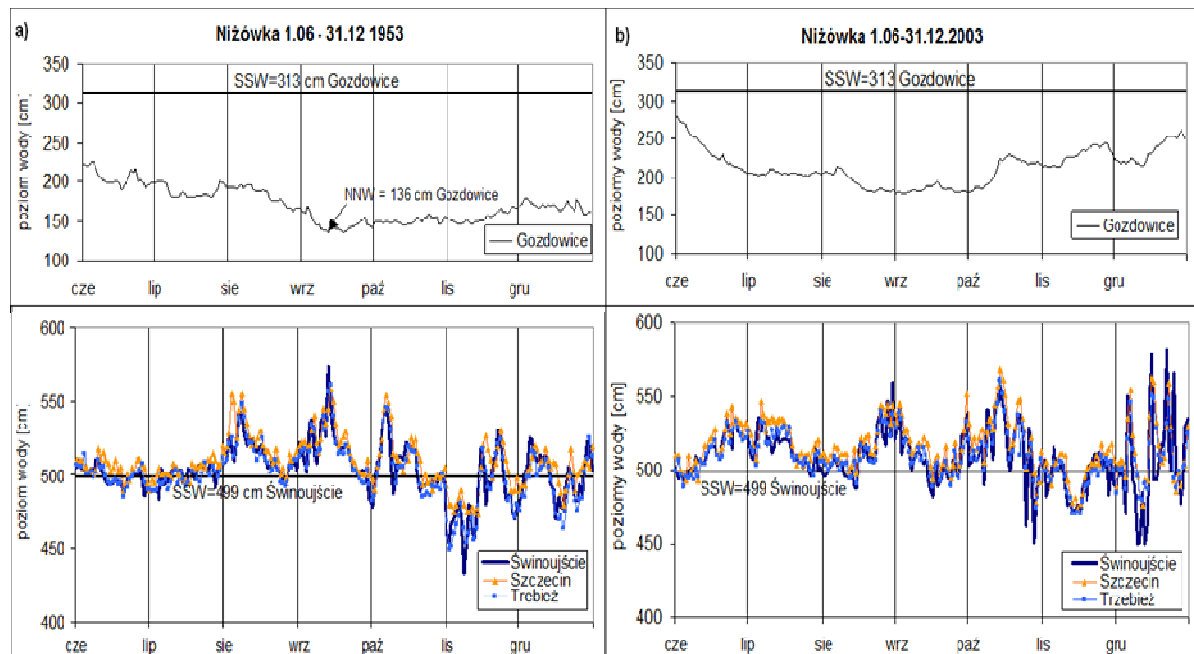 a)
Niżówka 1.06 - 31.12 1953
poziom wody [cm]
350
300
250
200
150
100
SSW=313 cm Gozdowice
NNW = 136 cm Gozdowice
Gozdowice
cze lip sie wrz paź lis gru
b)
Niżówka 1.06-31.12.2003
poziomy wody [cm]
350
300
250
200
150
100
SSW=313 Gozdowice
Gozdowice
cze lip sie wrz paź lis gru
poziom wody [cm]
600
550
500
450
400
SSW=499 cm Świnoujście
Świnoujście
Szczecin
Trebież
cze lip sie wrz paź lis gru
poziomy wody [cm]
600
550
500
450
400
SSW=499 Świnoujście
Świnoujście
Szczecin
Trzebież
cze lip sie wrz paź lis gru